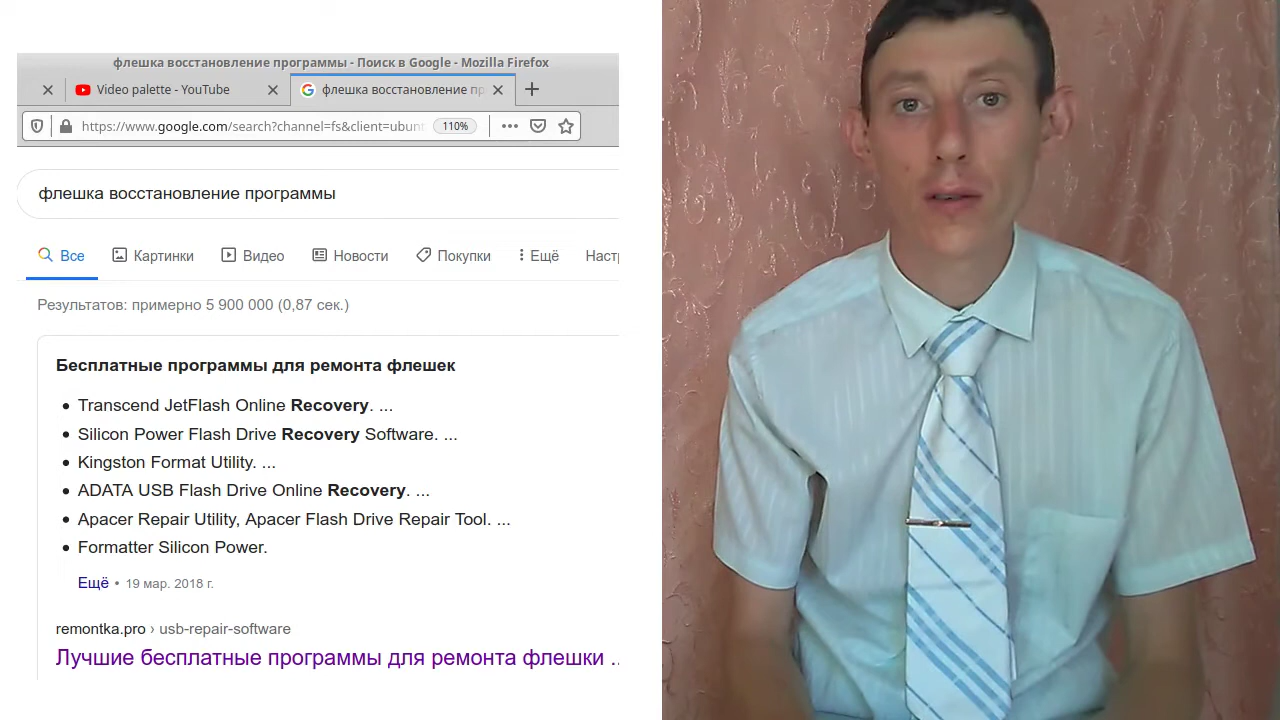 флешка восстановление программы - Поиск в Google - Mozilla Firefox
Video palette - YouTube
флешка восстановление пр
https://www.google.com/search?channel=fs&client=ubun
110%
флешка восстановление программы
Все
Картинки
Видео
Новости
Покупки
Ещё
Настр
Результатов: примерно 5 900 000 (0,87 сек.)
Бесплатные программы для ремонта флешек
• Transcend JetFlash Online Recovery. ...
• Silicon Power Flash Drive Recovery Software. ...
• Kingston Format Utility. ...
• ADATA USB Flash Drive Online Recovery. ...
• Apacer Repair Utility, Apacer Flash Drive Repair Tool. ...
• Formatter Silicon Power.
Ещё • 19 мар. 2018 г.
remontka.pro › usb-repair-software
Лучшие бесплатные программы для ремонта флешки ...